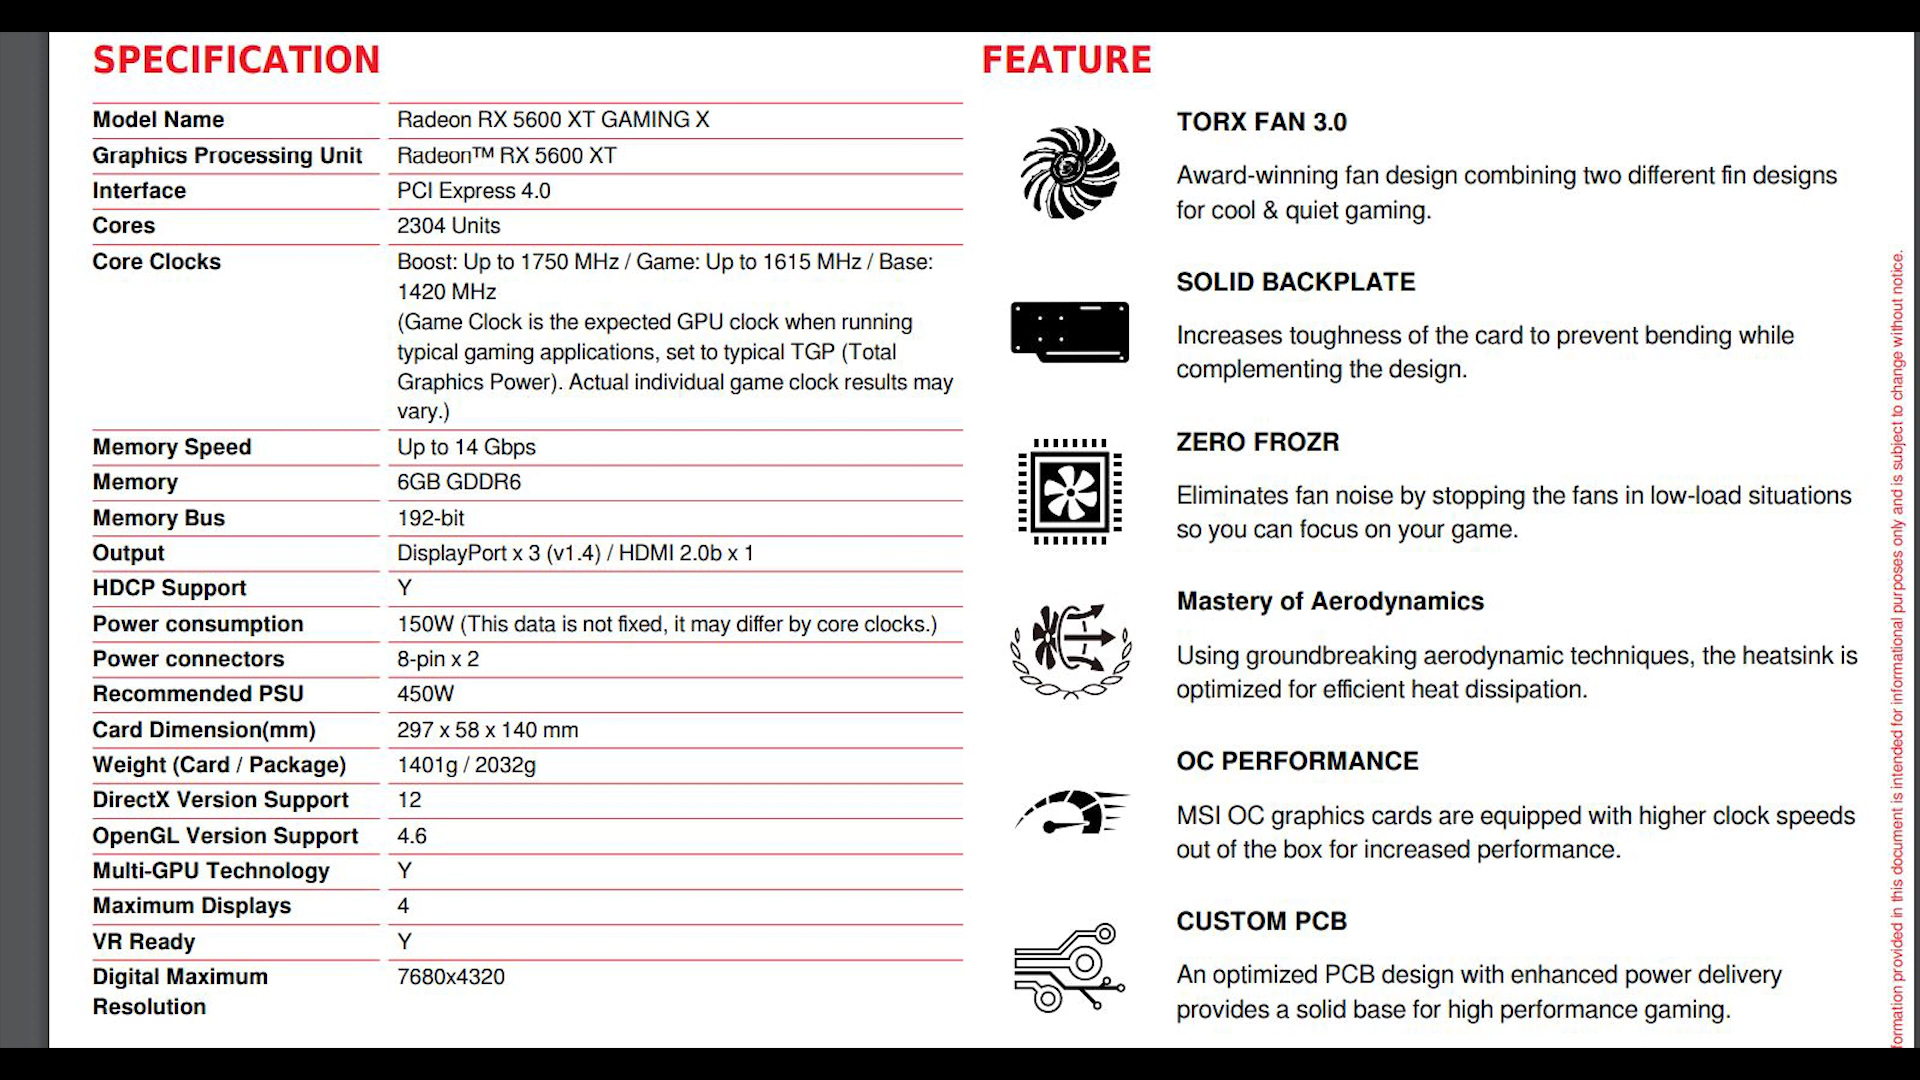 SPECIFICATION
Model Name Radeon RX 5600 XT GAMING X
Graphics Processing Unit Radeon™ RX 5600 XT
Interface PCI Express 4.0
Cores 2304 Units
Core Clocks Boost: Up to 1750 MHz / Game: Up to 1615 MHz / Base:
1420 MHz
(Game Clock is the expected GPU clock when running
typical gaming applications, set to typical TGP (Total
Graphics Power). Actual individual game clock results may
vary.)
Memory Speed Up to 14 Gbps
Memory 6GB GDDR6
Memory Bus 192-bit
Output DisplayPort x 3 (v1.4) / HDMI 2.0b x 1
HDCP Support Y
Power consumption 150W (This data is not fixed, it may differ by core clocks.)
Power connectors 8-pin x 2
Recommended PSU 450W
Card Dimension(mm) 297 x 58 x 140 mm
Weight (Card / Package) 1401g / 2032g
DirectX Version Support 12
OpenGL Version Support 4.6
Multi-GPU Technology Y
Maximum Displays 4
VR Ready Y
Digital Maximum 7680x4320
Resolution
FEATURE
TORX FAN 3.0
Award-winning fan design combining two different fin designs
for cool & quiet gaming.
SOLID BACKPLATE
Increases toughness of the card to prevent bending while
complementing the design.
ZERO FROZR
Eliminates fan noise by stopping the fans in low-load situations
so you can focus on your game.
Mastery of Aerodynamics
Using groundbreaking aerodynamic techniques, the heatsink is
optimized for efficient heat dissipation.
OC PERFORMANCE
MSI OC graphics cards are equipped with higher clock speeds
out of the box for increased performance.
CUSTOM PCB
An optimized PCB design with enhanced power delivery
provides a solid base for high performance gaming.
formation provided in this document is intended for informational purposes only and is subject to change without notice.